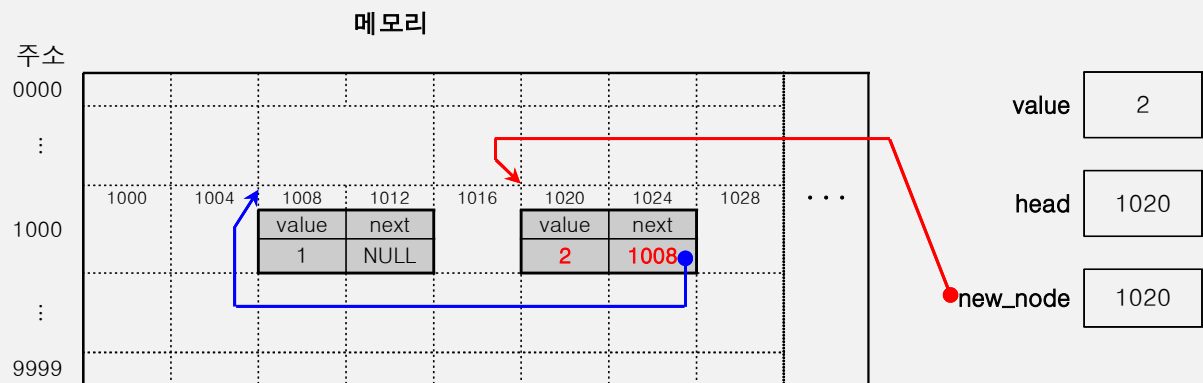 메모리
주소
0000
⋮
1000 1004 1008 1012 1016 1020 1024 1028 ···
1000
value next
1 NULL
value next
2 1008
⋮
9999
value 2
head 1020
new_node 1020